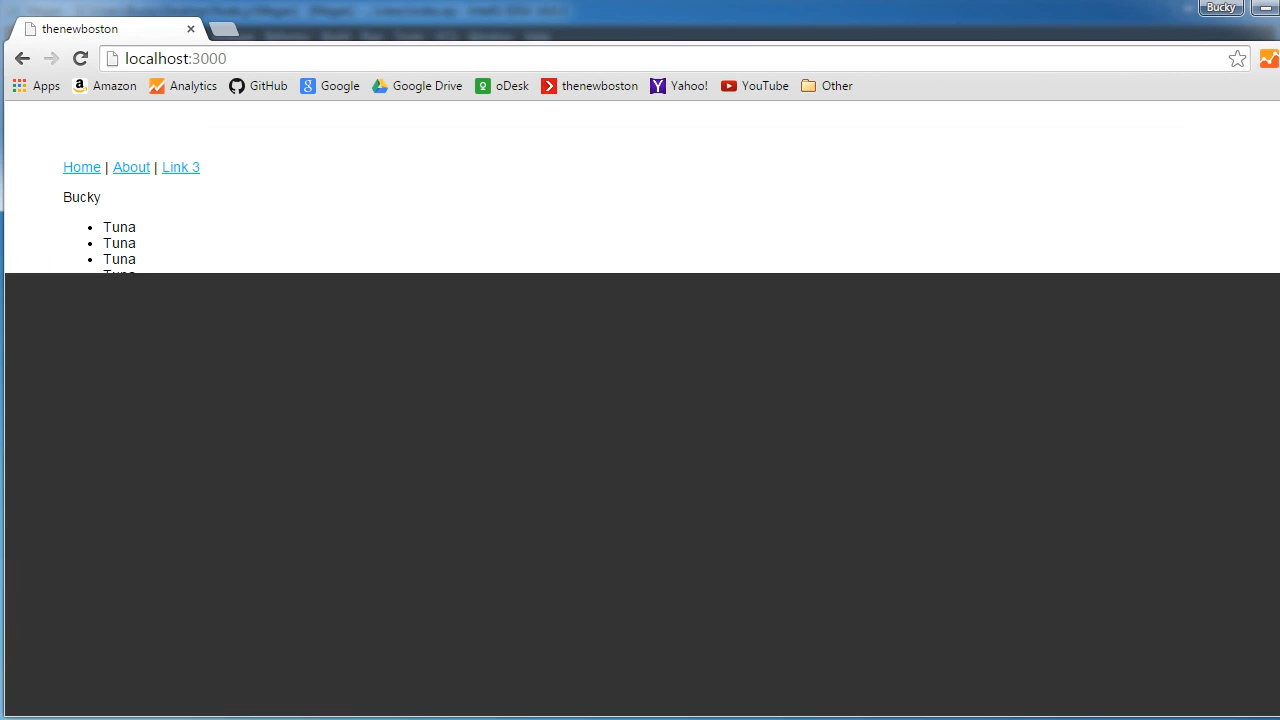 Bucky
thenewboston
localhost:3000
Apps Amazon Analytics GitHub Google Google Drive oDesk thenewboston Yahoo! YouTube Other
Home | About | Link 3
Bucky
Tuna
Tuna
Tuna